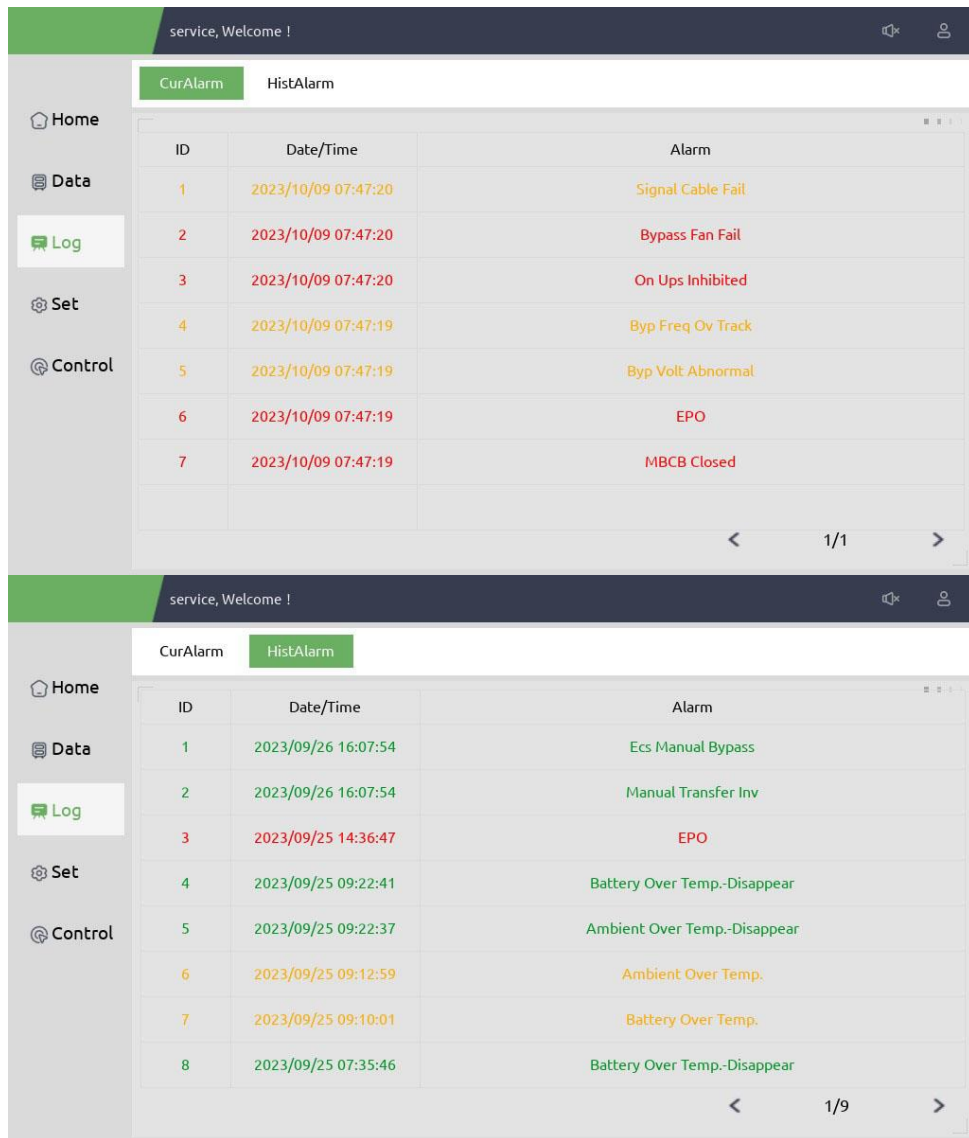 service, Welcome !
CurAlarm HistAlarm
Home
Data
Log
Set
Control
ID Date/Time Alarm
1 2023/10/09 07:47:20 Signal Cable Fail
2 2023/10/09 07:47:20 Bypass Fan Fail
3 2023/10/09 07:47:20 On Ups Inhibited
4 2023/10/09 07:47:19 Byp Freq Ov Track
5 2023/10/09 07:47:19 Byp Volt Abnormal
6 2023/10/09 07:47:19 EPO
7 2023/10/09 07:47:19 MBCB Closed
< 1/1 >
service, Welcome !
CurAlarm HistAlarm
Home
Data
Log
Set
Control
ID Date/Time Alarm
1 2023/09/26 16:07:54 Ecs Manual Bypass
2 2023/09/26 16:07:54 Manual Transfer Inv
3 2023/09/25 14:36:47 EPO
4 2023/09/25 09:22:41 Battery Over Temp.-Disappear
5 2023/09/25 09:22:37 Ambient Over Temp.-Disappear
6 2023/09/25 09:12:59 Ambient Over Temp.
7 2023/09/25 09:10:01 Battery Over Temp.
8 2023/09/25 07:35:46 Battery Over Temp.-Disappear
< 1/9 >